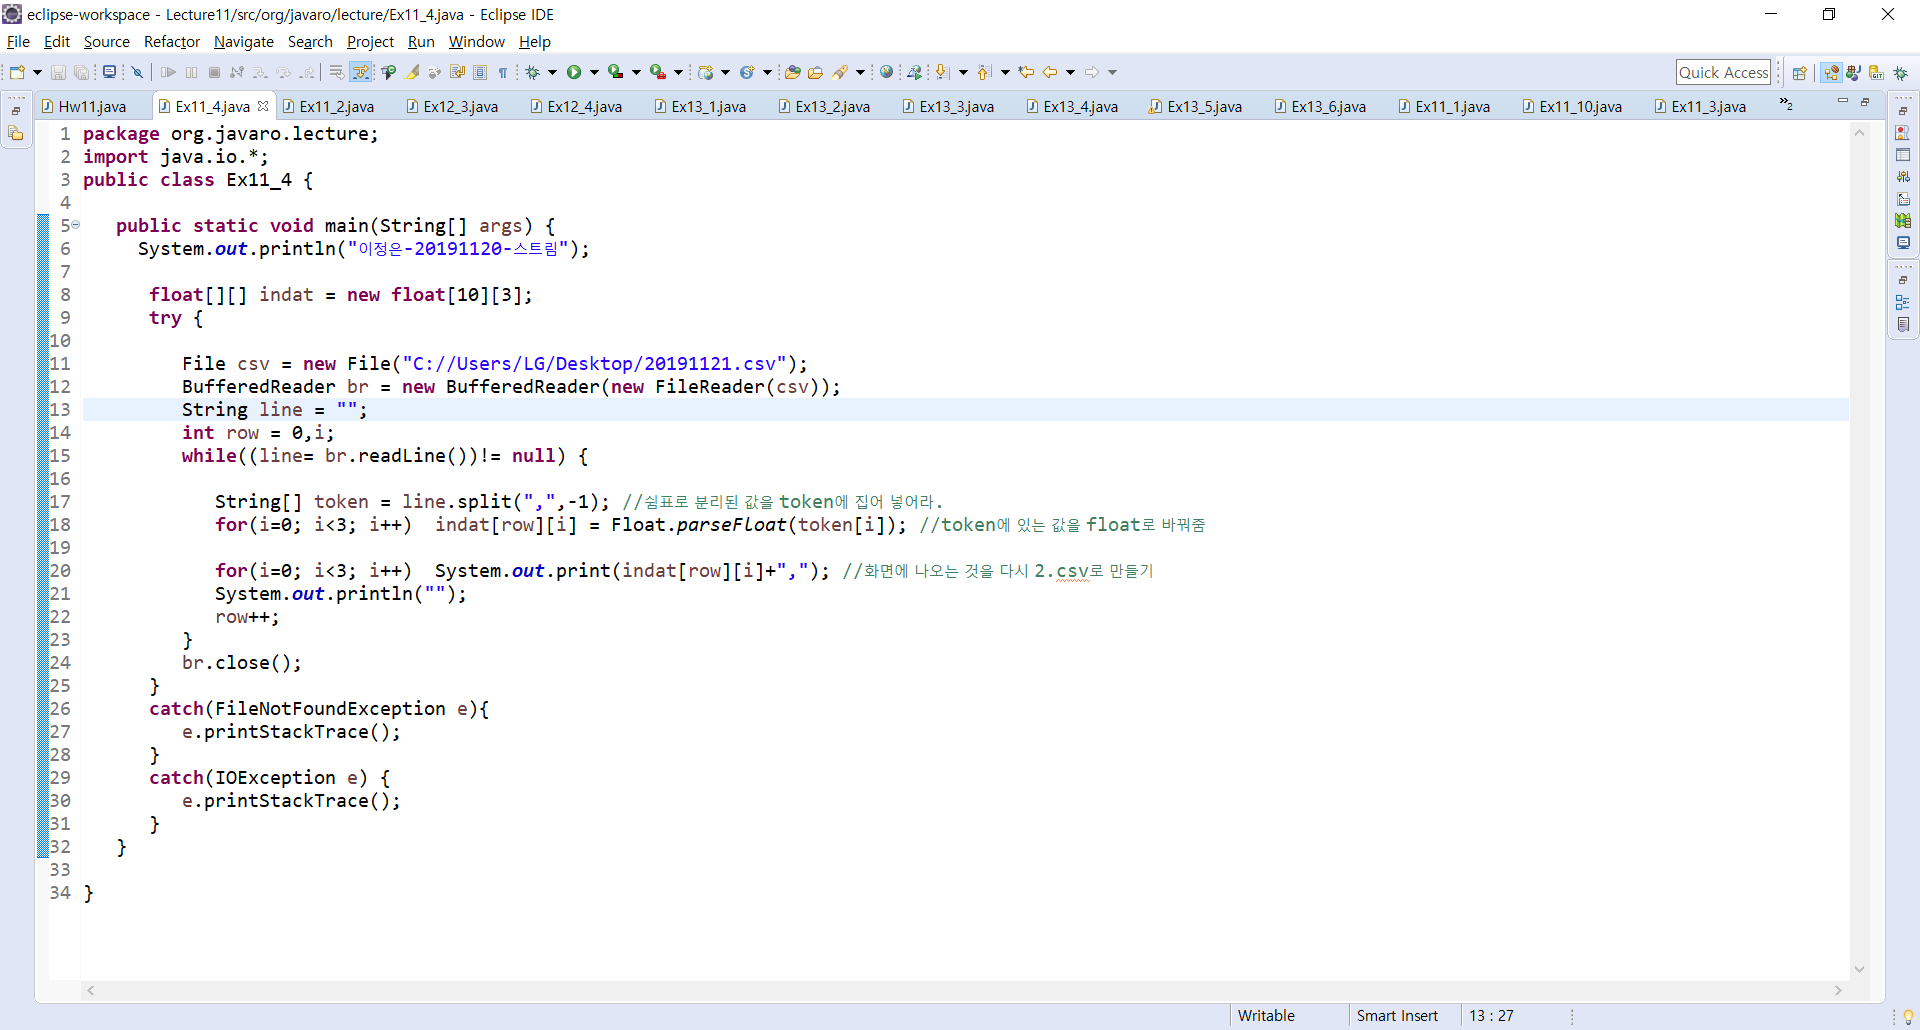 eclipse-workspace - Lecture11/src/org/javaro/lecture/Ex11_4.java - Eclipse IDE
File Edit Source Refactor Navigate Search Project Run Window Help
Quick Access
Hw11.java Ex11_4.java Ex11_2.java Ex12_3.java Ex12_4.java Ex13_1.java Ex13_2.java Ex13_3.java Ex13_4.java Ex13_5.java Ex13_6.java Ex11_1.java Ex11_10.java Ex11_3.java »2
1 package org.javaro.lecture;
2 import java.io.*;
3 public class Ex11_4 {
4
5 public static void main(String[] args) {
6 System.out.println("이정은-20191120-스트림");
7
8 float[][] indat = new float[10][3];
9 try {
10
11 File csv = new File("C://Users/LG/Desktop/20191121.csv");
12 BufferedReader br = new BufferedReader(new FileReader(csv));
13 String line = "";
14 int row = 0,i;
15 while((line= br.readLine())!= null) {
16
17 String[] token = line.split(",",-1); //쉼표로 분리된 값을 token에 집어 넣어라.
18 for(i=0; i<3; i++)  indat[row][i] = Float.parseFloat(token[i]); //token에 있는 값을 float로 바꿔줌
19
20 for(i=0; i<3; i++)  System.out.print(indat[row][i]+","); //화면에 나오는 것을 다시 2.csv로 만들기
21 System.out.println("");
22 row++;
23 }
24 br.close();
25 }
26 catch(FileNotFoundException e){
27 e.printStackTrace();
28 }
29 catch(IOException e) {
30 e.printStackTrace();
31 }
32 }
33
34 }
Writable Smart Insert 13 : 27